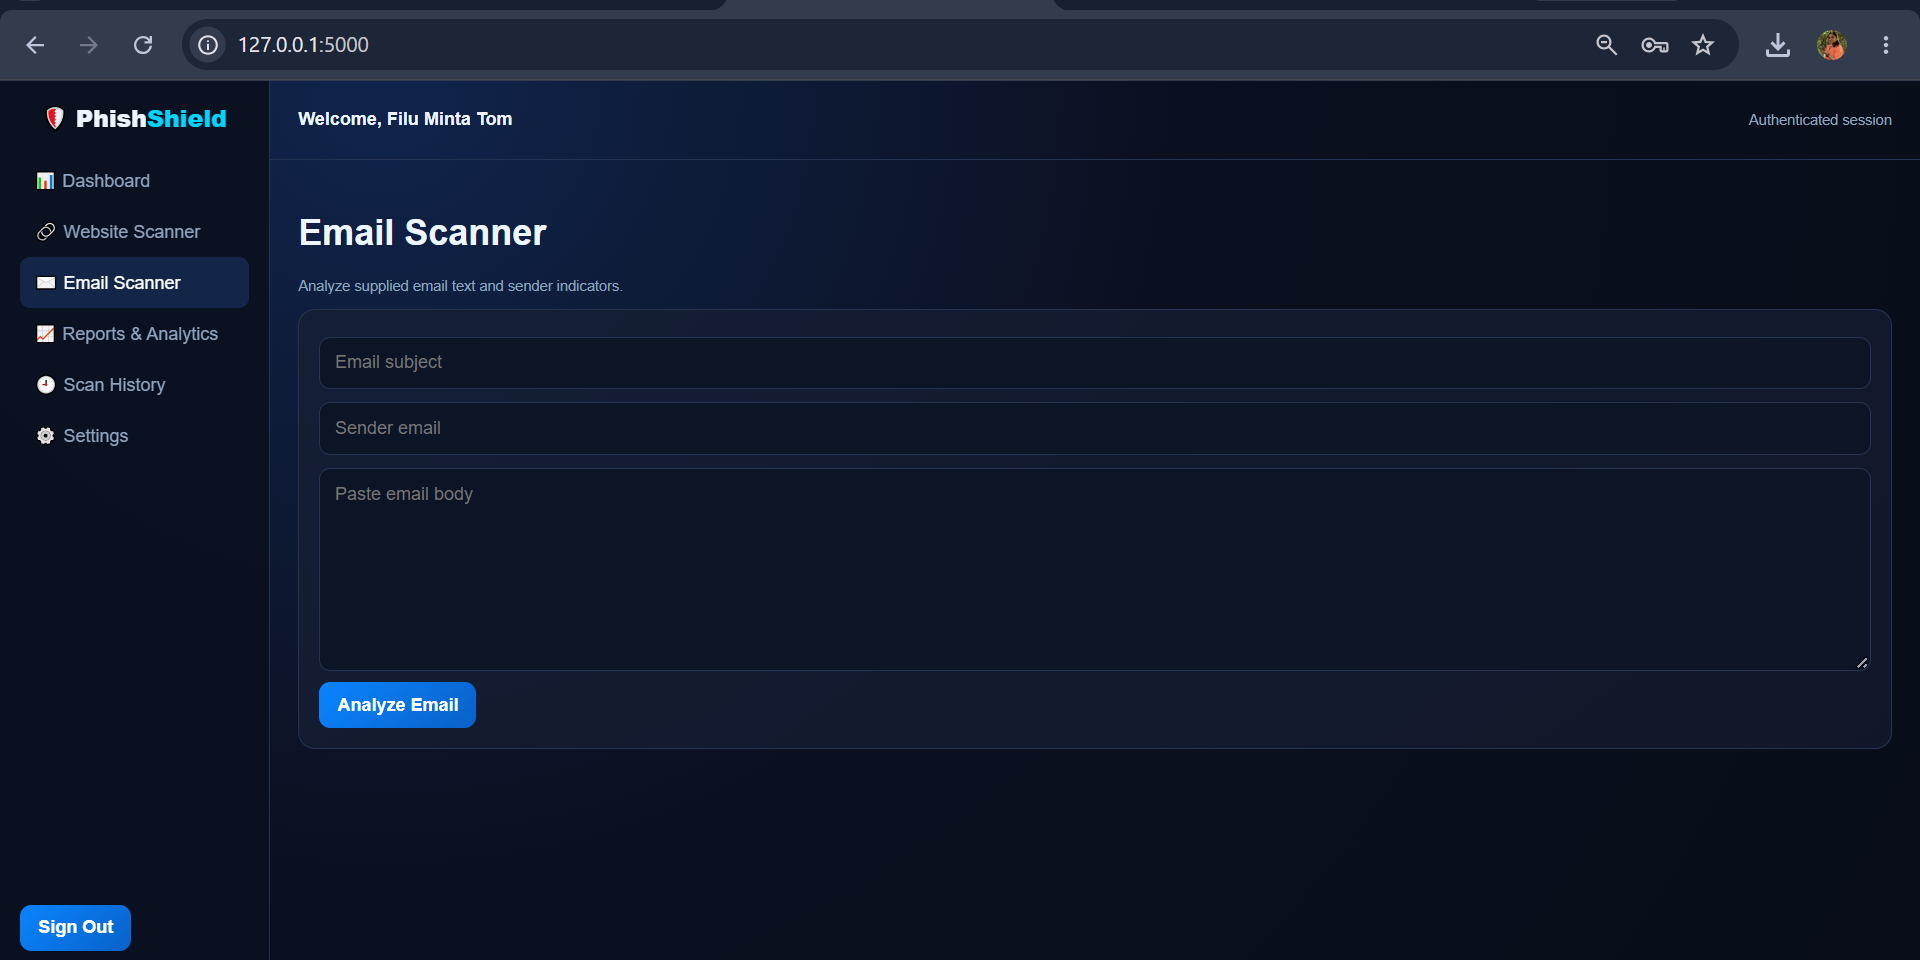 127.0.0.1:5000
PhishShield
Dashboard
Website Scanner
Email Scanner
Reports & Analytics
Scan History
Settings
Sign Out
Welcome, Filu Minta Tom
Authenticated session
Email Scanner
Analyze supplied email text and sender indicators.
Email subject
Sender email
Paste email body
Analyze Email